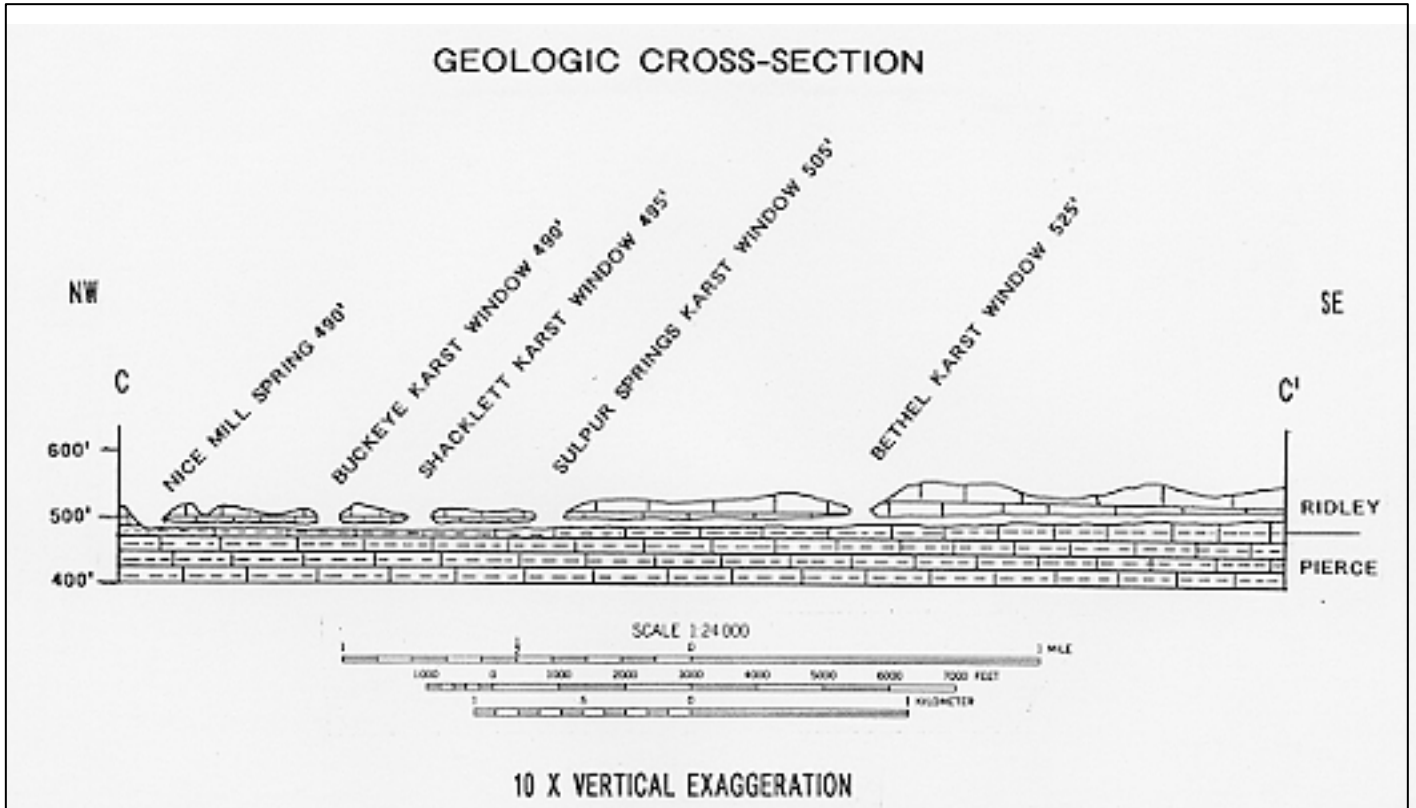 GEOLOGIC CROSS-SECTION
NW
SE
C
C'
NICE MILL SPRING 490'
BUCKEYE KARST WINDOW 490'
SHACKLETT KARST WINDOW 495'
SULPUR SPRINGS KARST WINDOW 505'
BETHEL KARST WINDOW 525'
600'
500'
400'
RIDLEY
PIERCE
SCALE 1:24 000
1 .5 0 1 MILE
1000 0 1000 2000 3000 4000 5000 6000 7000 FEET
1 .5 0 1 KILOMETER
10 X VERTICAL EXAGGERATION